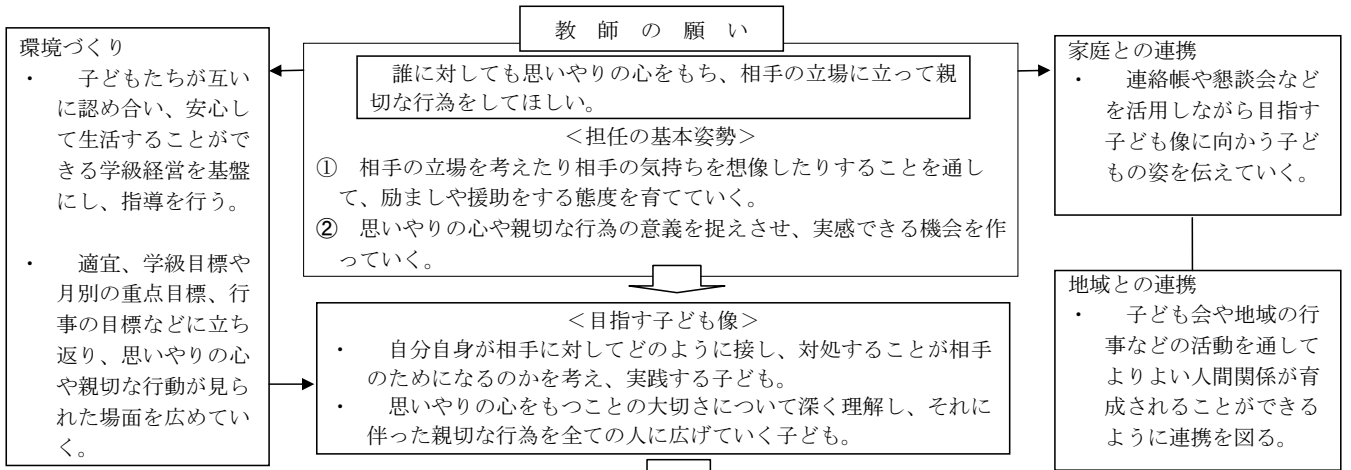 教 師 の 願 い
誰に対しても思いやりの心をもち、相手の立場に立って親
切な行為をしてほしい。
＜担任の基本姿勢＞
① 相手の立場を考えたり相手の気持ちを想像したりすることを通し
て、励ましや援助をする態度を育てていく。
② 思いやりの心や親切な行為の意義を捉えさせ、実感できる機会を作
っていく。
環境づくり
・ 子どもたちが互い
に認め合い、安心し
て生活することがで
きる学級経営を基盤
にし、指導を行う。
・ 適宜、学級目標や
月別の重点目標、行
事の目標などに立ち
返り、思いやりの心
や親切な行動が見ら
れた場面を広めてい
く。
＜目指す子ども像＞
・ 自分自身が相手に対してどのように接し、対処することが相手
のためになるのかを考え、実践する子ども。
・ 思いやりの心をもつことの大切さについて深く理解し、それに
伴った親切な行為を全ての人に広げていく子ども。
家庭との連携
・ 連絡帳や懇談会など
を活用しながら目指す
子ども像に向かう子ど
もの姿を伝えていく。
地域との連携
・ 子ども会や地域の行
事などの活動を通して
よりよい人間関係が育
成されることができる
ように連携を図る。